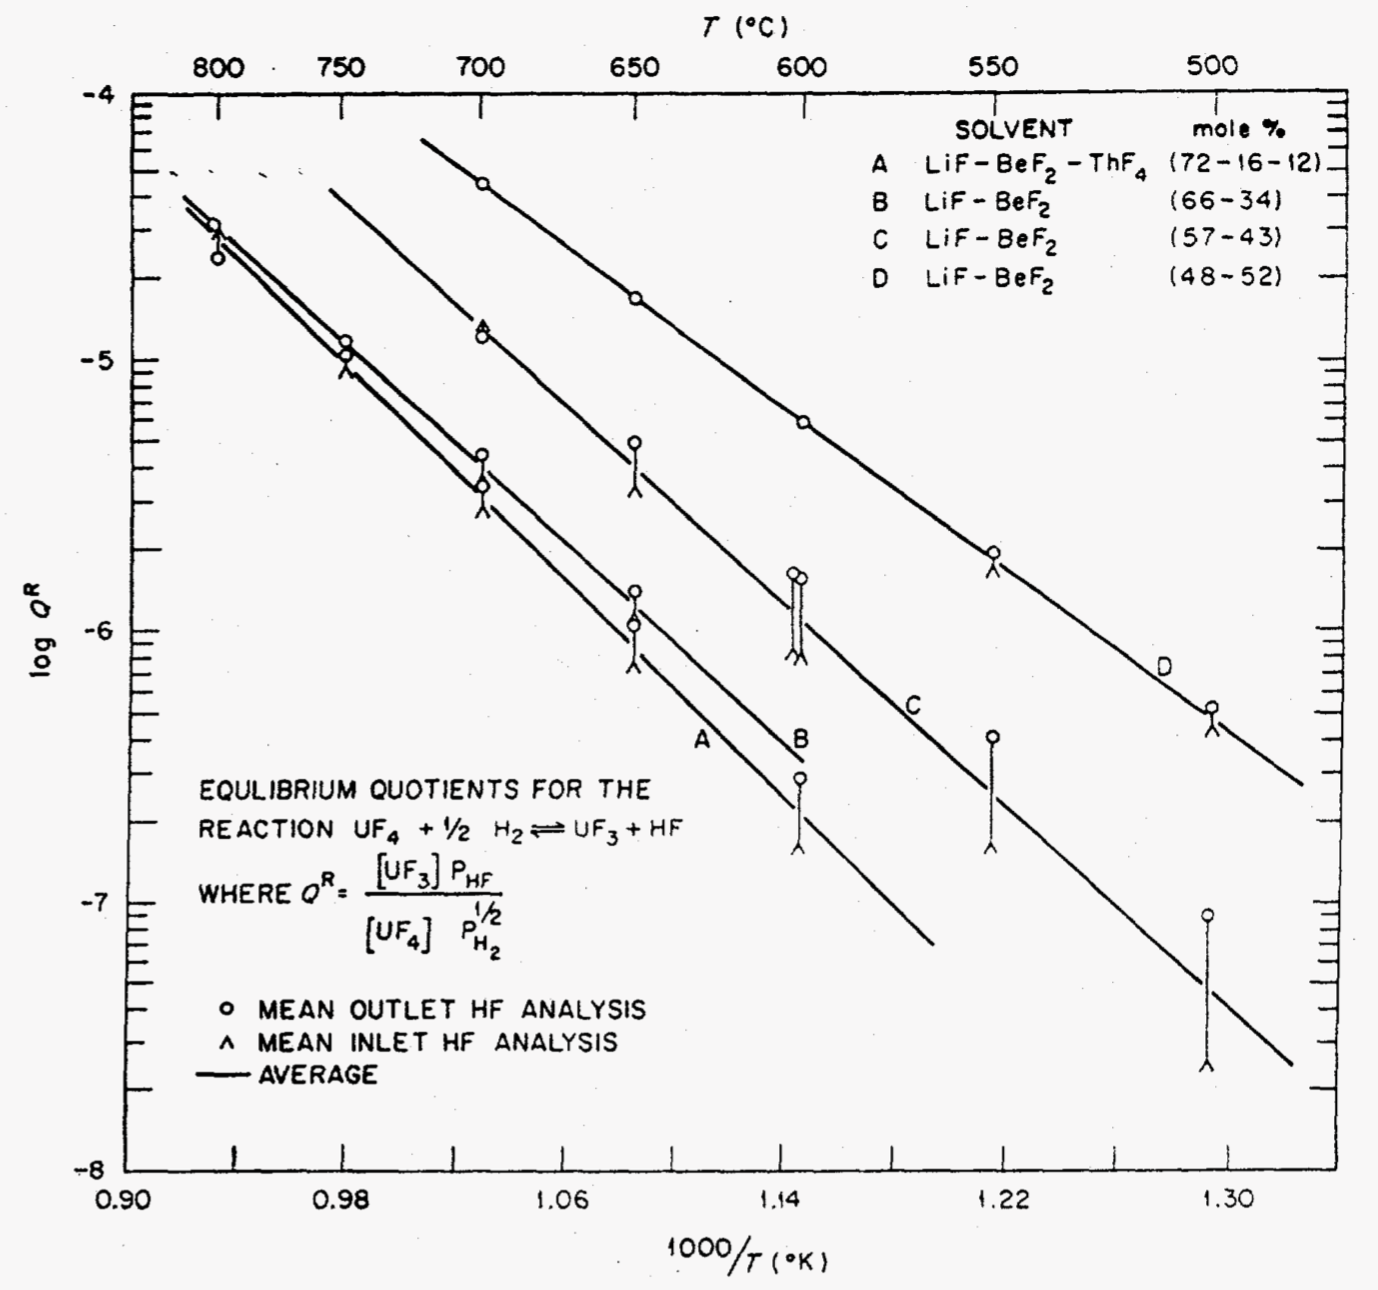 T (°C)
800 750 700 650 600 550 500
-4
SOLVENT mole %
A LiF-BeF₂-ThF₄ (72-16-12)
B LiF-BeF₂ (66-34)
C LiF-BeF₂ (57-43)
D LiF-BeF₂ (48-52)
-5
log Qᴿ
-6
D
C
A
B
EQULIBRIUM QUOTIENTS FOR THE
REACTION UF₄ + ½ H₂ ⇌ UF₃ + HF
WHERE Qᴿ = [UF₃] P_HF
[UF₄] P_H₂^½
-7
o MEAN OUTLET HF ANALYSIS
ʌ MEAN INLET HF ANALYSIS
— AVERAGE
-8
0.90 0.98 1.06 1.14 1.22 1.30
1000/T (°K)